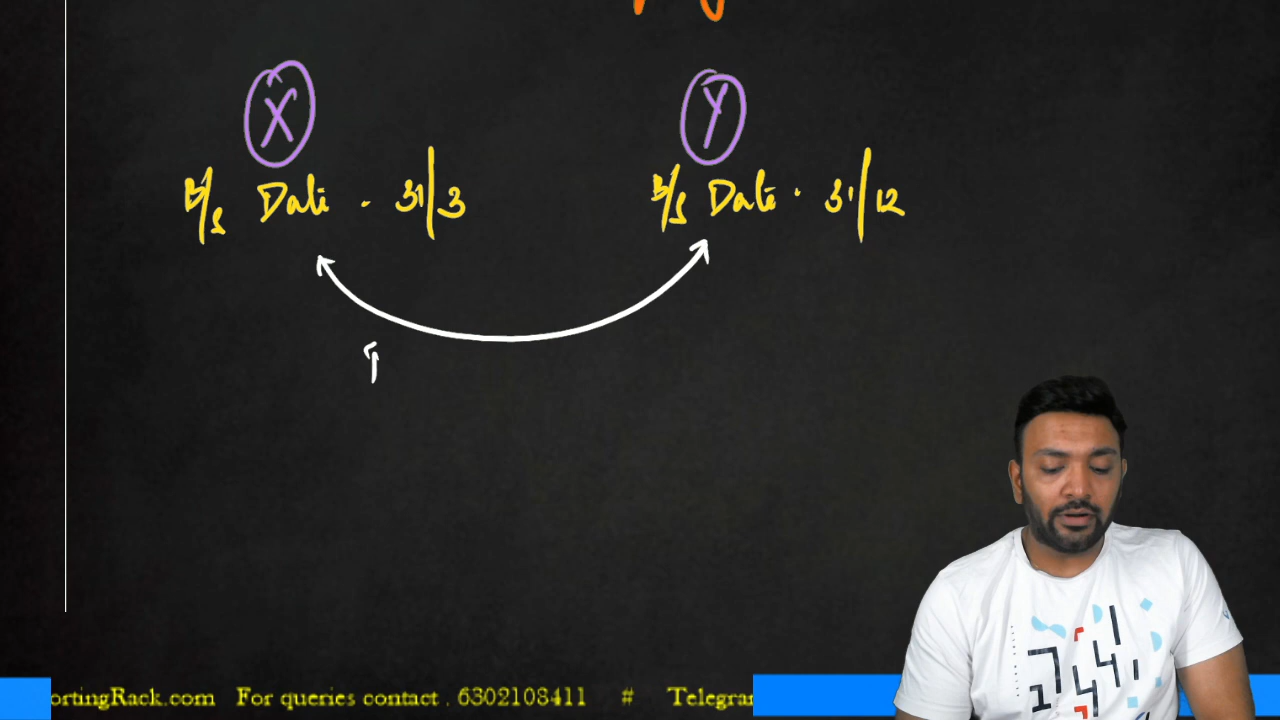 X
Y
B/S Date - 31/3
B/S Date - 31/12
ortingRack.com For queries contact . 6302108411 # Telegra